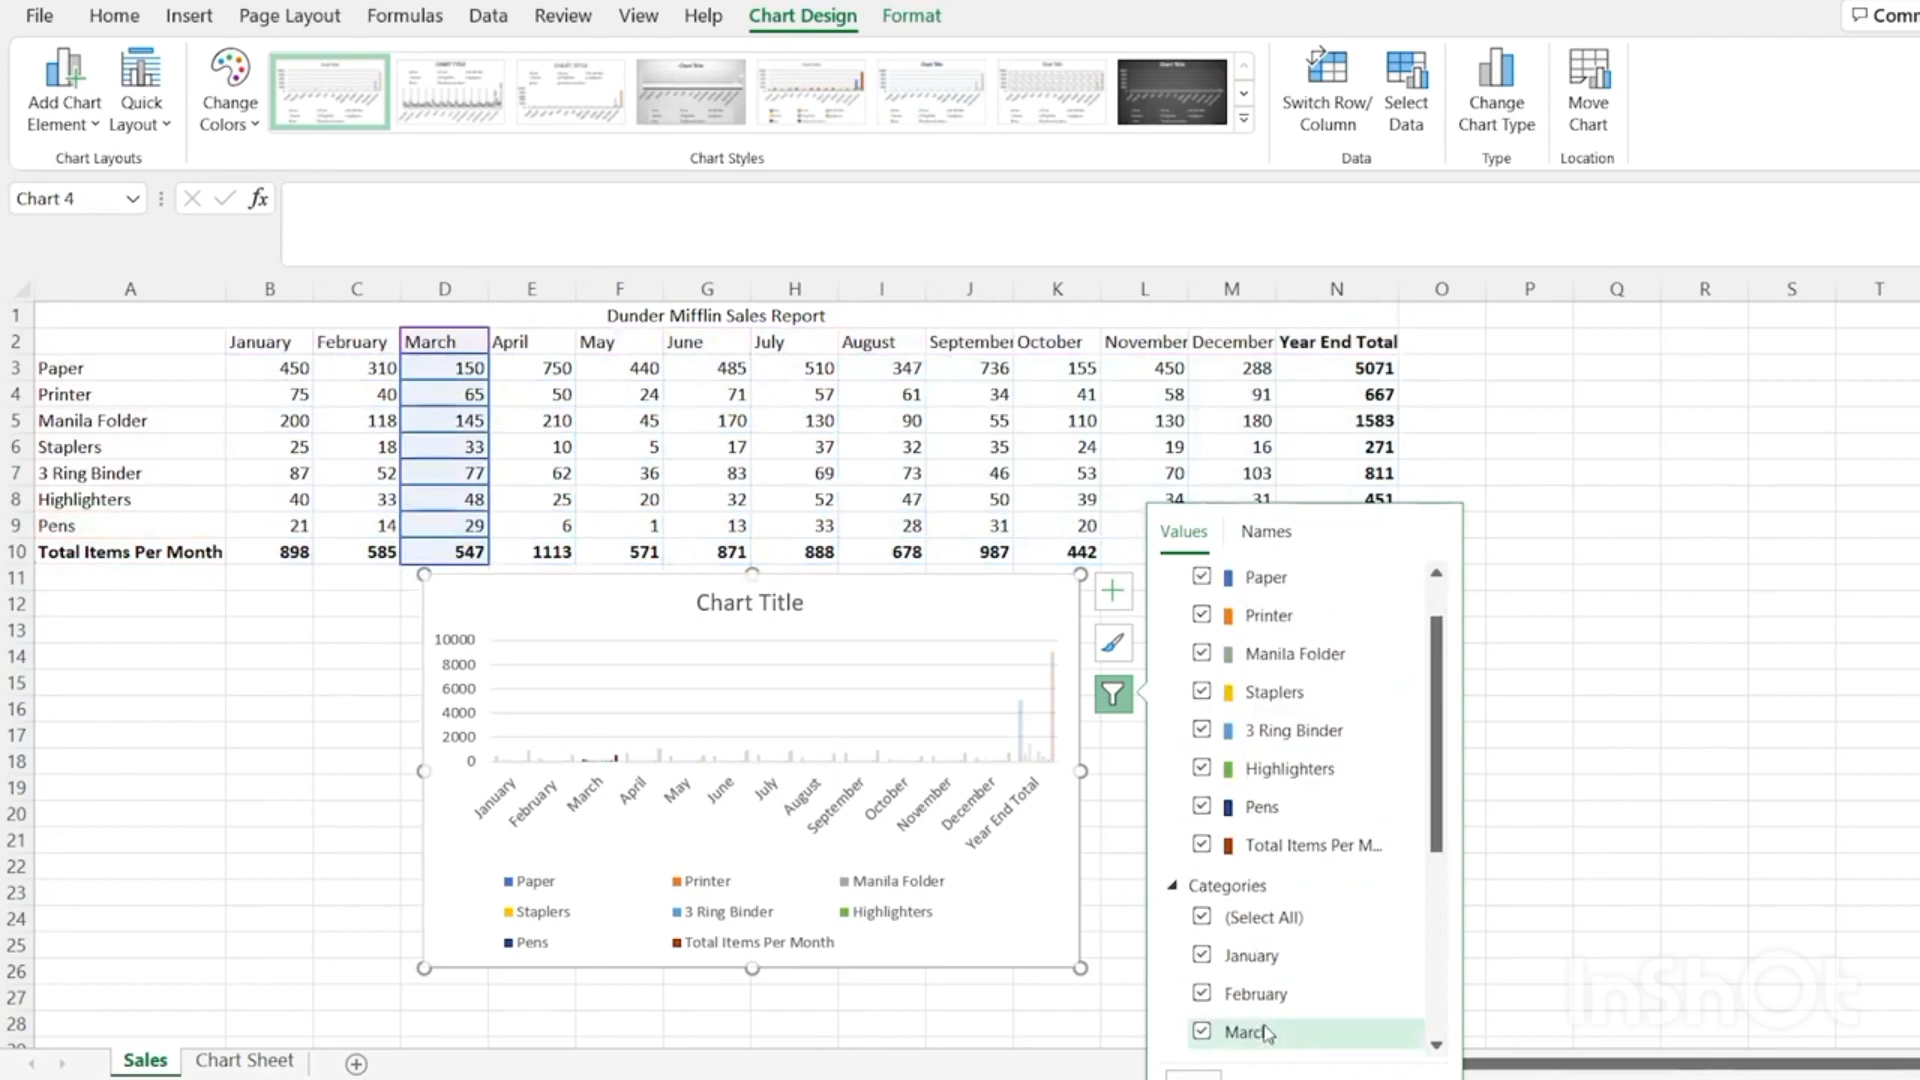 File Home Insert Page Layout Formulas Data Review View Help Chart Design Format
Add Chart Element Quick Layout Change Colors Switch Row/ Column Select Data Change Chart Type Move Chart
Chart Layouts Chart Styles Data Type Location
Chart 4 fx
A B C D E F G H I J K L M N O P Q R S T
1 Dunder Mifflin Sales Report
2 January February March April May June July August September October November December Year End Total
3 Paper 450 310 150 750 440 485 510 347 736 155 450 288 5071
4 Printer 75 40 65 50 24 71 57 61 34 41 58 91 667
5 Manila Folder 200 118 145 210 45 170 130 90 55 110 130 180 1583
6 Staplers 25 18 33 10 5 17 37 32 35 24 19 16 271
7 3 Ring Binder 87 52 77 62 36 83 69 73 46 53 70 103 811
8 Highlighters 40 33 48 25 20 32 52 47 50 39 34 31 451
9 Pens 21 14 29 6 1 13 33 28 31 20
10 Total Items Per Month 898 585 547 1113 571 871 888 678 987 442
11
12
13
14
15
16
17
18
19
20
21
22
23
24
25
26
27
28
Chart Title
10000
8000
6000
4000
2000
0
January February March April May June July August September October November December Year End Total
Paper Printer Manila Folder
Staplers 3 Ring Binder Highlighters
Pens Total Items Per Month
Values Names
Paper
Printer
Manila Folder
Staplers
3 Ring Binder
Highlighters
Pens
Total Items Per M...
Categories
(Select All)
January
February
March
Sales Chart Sheet
InShOt